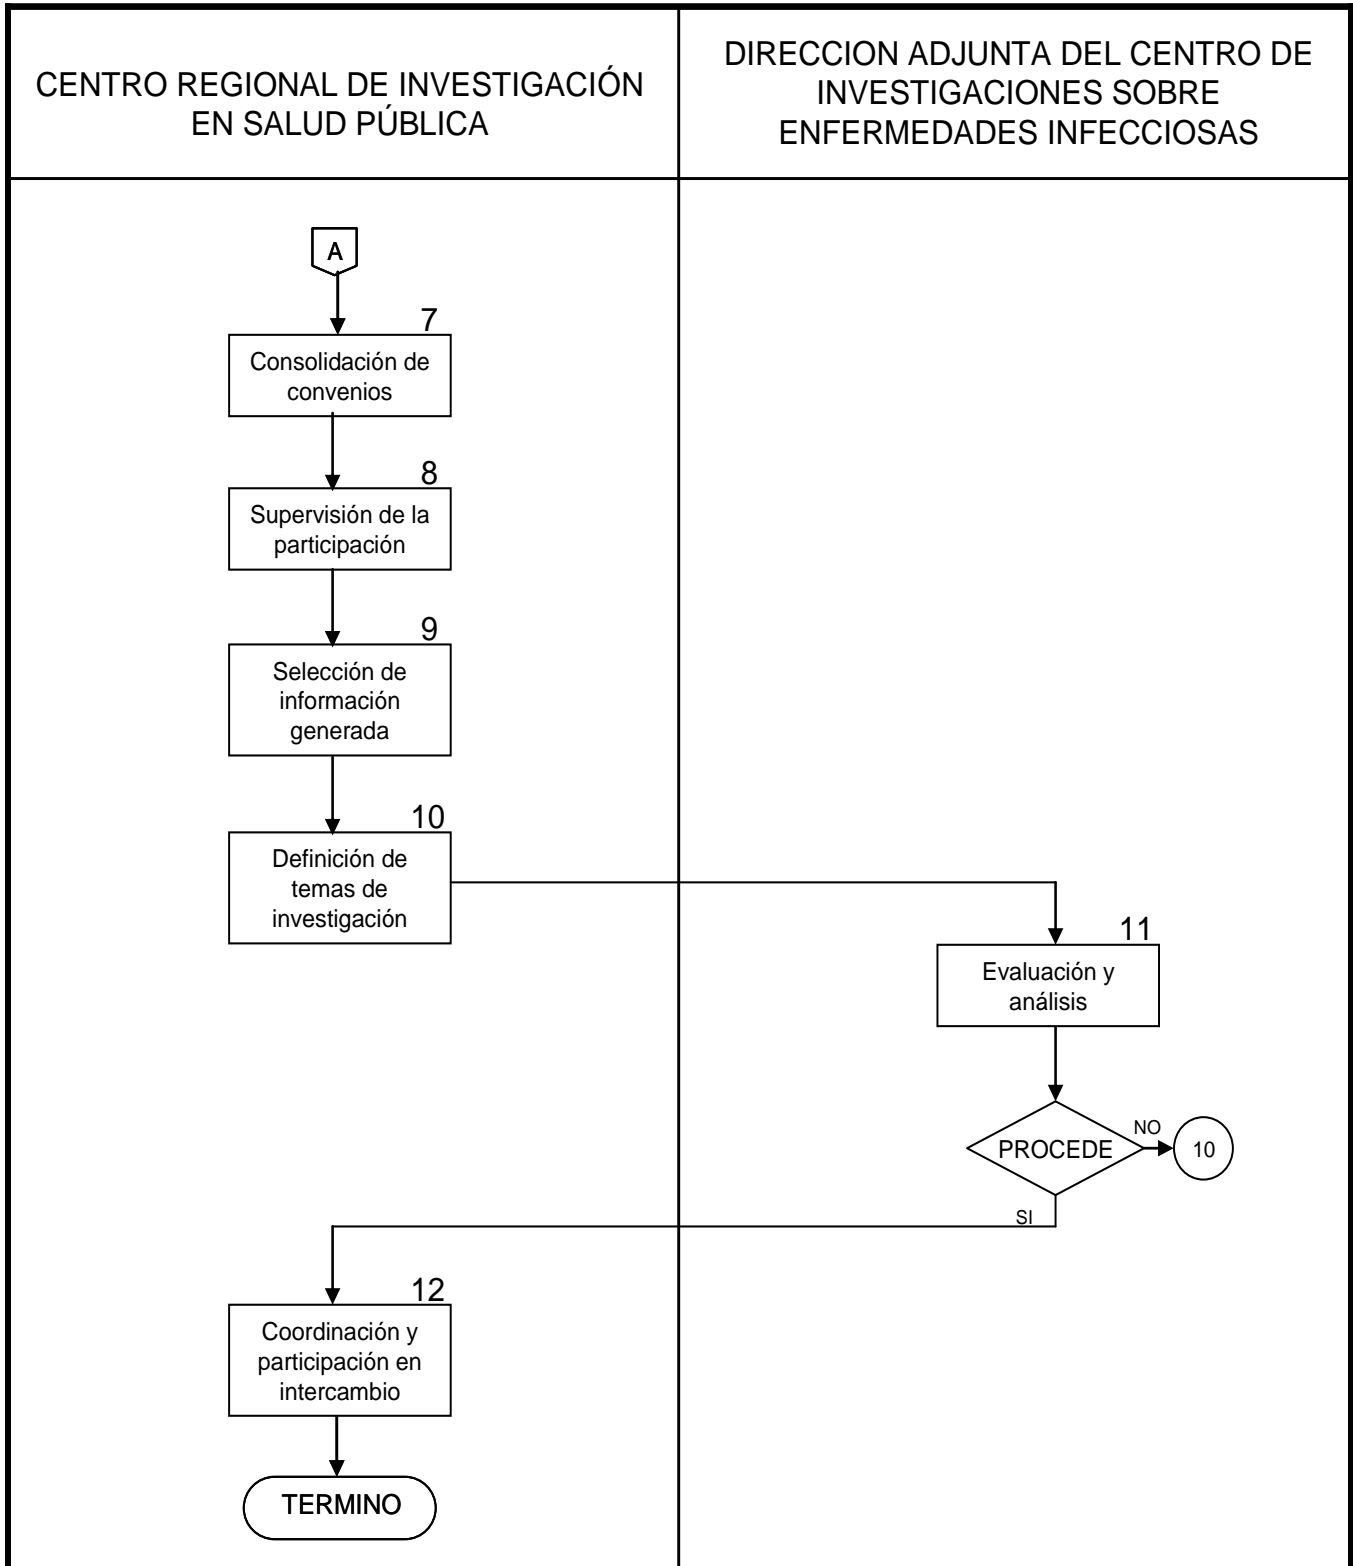 CENTRO REGIONAL DE INVESTIGACIÓN
EN SALUD PÚBLICA
DIRECCION ADJUNTA DEL CENTRO DE
INVESTIGACIONES SOBRE
ENFERMEDADES INFECCIOSAS
A
7
Consolidación de
convenios
8
Supervisión de la
participación
9
Selección de
información
generada
10
Definición de
temas de
investigación
11
Evaluación y
análisis
PROCEDE
NO
10
SI
12
Coordinación y
participación en
intercambio
TERMINO